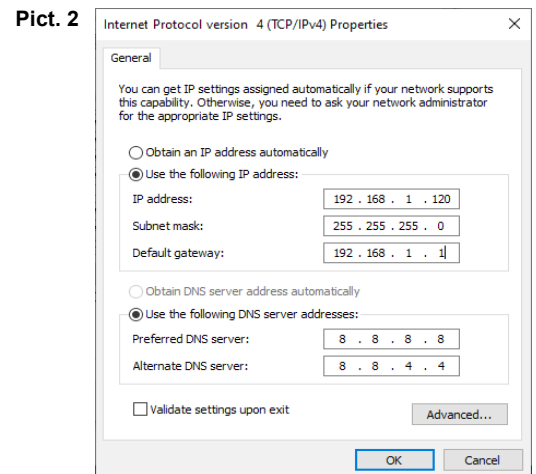 Pict. 2
Internet Protocol version 4 (TCP/IPv4) Properties
General
You can get IP settings assigned automatically if your network supports
this capability. Otherwise, you need to ask your network administrator
for the appropriate IP settings.
Obtain an IP address automatically
Use the following IP address:
IP address: 192 . 168 . 1 . 120
Subnet mask: 255 . 255 . 255 . 0
Default gateway: 192 . 168 . 1 . 1
Obtain DNS server address automatically
Use the following DNS server addresses:
Preferred DNS server: 8 . 8 . 8 . 8
Alternate DNS server: 8 . 8 . 4 . 4
Validate settings upon exit
Advanced...
OK Cancel